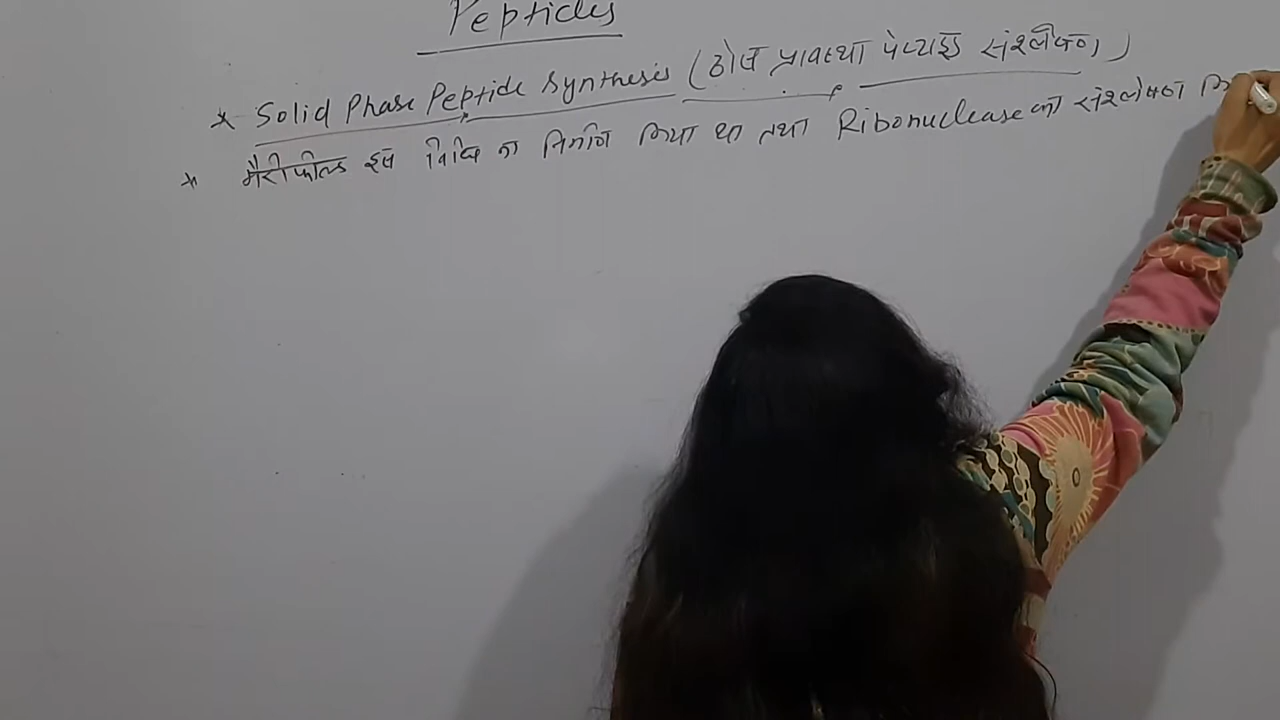 Peptides
* Solid Phase Peptide Synthesis (ठोस प्रावस्था पेप्टाइड संश्लेषण)
* मैरीफील्ड इस विधि का निर्माण किया था तथा Ribonuclease का संश्लेषण